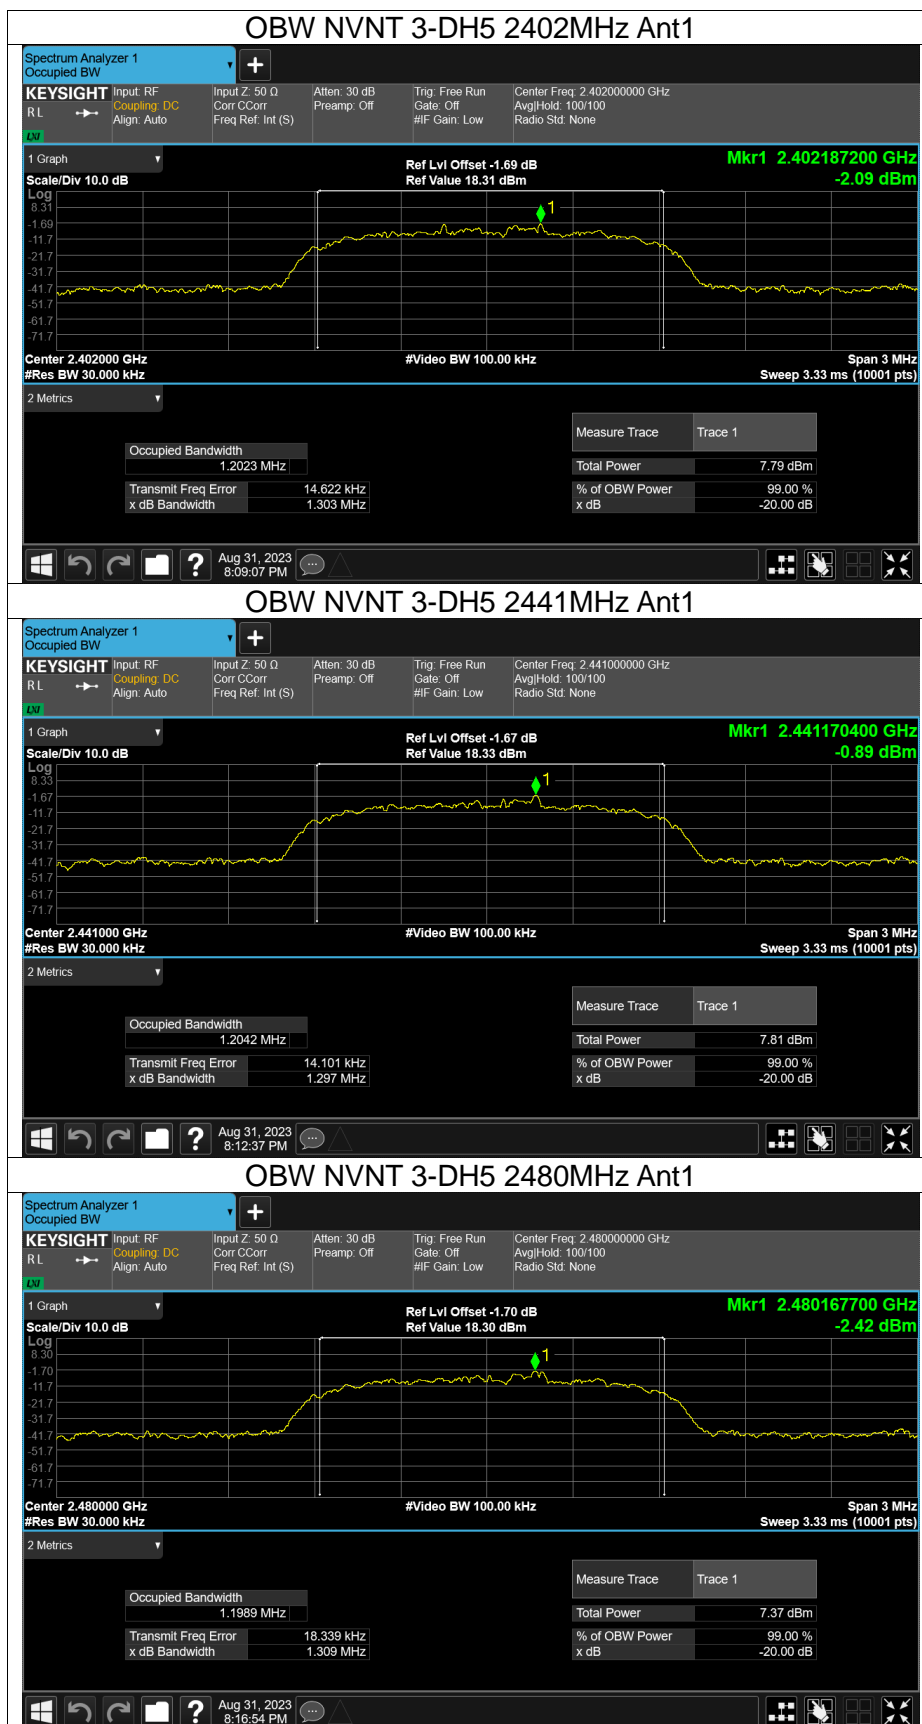 OBW NVNT 3-DH5 2402MHz Ant1
Spectrum Analyzer 1
Occupied BW
KEYSIGHT Input: RF Input Z: 50 Ω Atten: 30 dB Trig: Free Run Center Freq: 2.402000000 GHz
R L Coupling: DC Corr CCorr Preamp: Off Gate: Off Avg|Hold: 100/100
Align: Auto Freq Ref: Int (S) #IF Gain: Low Radio Std: None
LXI
1 Graph Ref Lvl Offset -1.69 dB Mkr1 2.402187200 GHz
Scale/Div 10.0 dB Ref Value 18.31 dBm -2.09 dBm
Log
8.31
1
-1.69
-11.7
-21.7
-31.7
-41.7
-51.7
-61.7
-71.7
Center 2.402000 GHz #Video BW 100.00 kHz Span 3 MHz
#Res BW 30.000 kHz Sweep 3.33 ms (10001 pts)
2 Metrics
Measure Trace Trace 1
Occupied Bandwidth
1.2023 MHz Total Power 7.79 dBm
Transmit Freq Error 14.622 kHz % of OBW Power 99.00 %
x dB Bandwidth 1.303 MHz x dB -20.00 dB
? Aug 31, 2023
8:09:07 PM
OBW NVNT 3-DH5 2441MHz Ant1
Spectrum Analyzer 1
Occupied BW
KEYSIGHT Input: RF Input Z: 50 Ω Atten: 30 dB Trig: Free Run Center Freq: 2.441000000 GHz
R L Coupling: DC Corr CCorr Preamp: Off Gate: Off Avg|Hold: 100/100
Align: Auto Freq Ref: Int (S) #IF Gain: Low Radio Std: None
LXI
1 Graph Ref Lvl Offset -1.67 dB Mkr1 2.441170400 GHz
Scale/Div 10.0 dB Ref Value 18.33 dBm -0.89 dBm
Log
8.33
1
-1.67
-11.7
-21.7
-31.7
-41.7
-51.7
-61.7
-71.7
Center 2.441000 GHz #Video BW 100.00 kHz Span 3 MHz
#Res BW 30.000 kHz Sweep 3.33 ms (10001 pts)
2 Metrics
Measure Trace Trace 1
Occupied Bandwidth
1.2042 MHz Total Power 7.81 dBm
Transmit Freq Error 14.101 kHz % of OBW Power 99.00 %
x dB Bandwidth 1.297 MHz x dB -20.00 dB
? Aug 31, 2023
8:12:37 PM
OBW NVNT 3-DH5 2480MHz Ant1
Spectrum Analyzer 1
Occupied BW
KEYSIGHT Input: RF Input Z: 50 Ω Atten: 30 dB Trig: Free Run Center Freq: 2.480000000 GHz
R L Coupling: DC Corr CCorr Preamp: Off Gate: Off Avg|Hold: 100/100
Align: Auto Freq Ref: Int (S) #IF Gain: Low Radio Std: None
LXI
1 Graph Ref Lvl Offset -1.70 dB Mkr1 2.480167700 GHz
Scale/Div 10.0 dB Ref Value 18.30 dBm -2.42 dBm
Log
8.30
1
-1.70
-11.7
-21.7
-31.7
-41.7
-51.7
-61.7
-71.7
Center 2.480000 GHz #Video BW 100.00 kHz Span 3 MHz
#Res BW 30.000 kHz Sweep 3.33 ms (10001 pts)
2 Metrics
Measure Trace Trace 1
Occupied Bandwidth
1.1989 MHz Total Power 7.37 dBm
Transmit Freq Error 18.339 kHz % of OBW Power 99.00 %
x dB Bandwidth 1.309 MHz x dB -20.00 dB
? Aug 31, 2023
8:16:54 PM